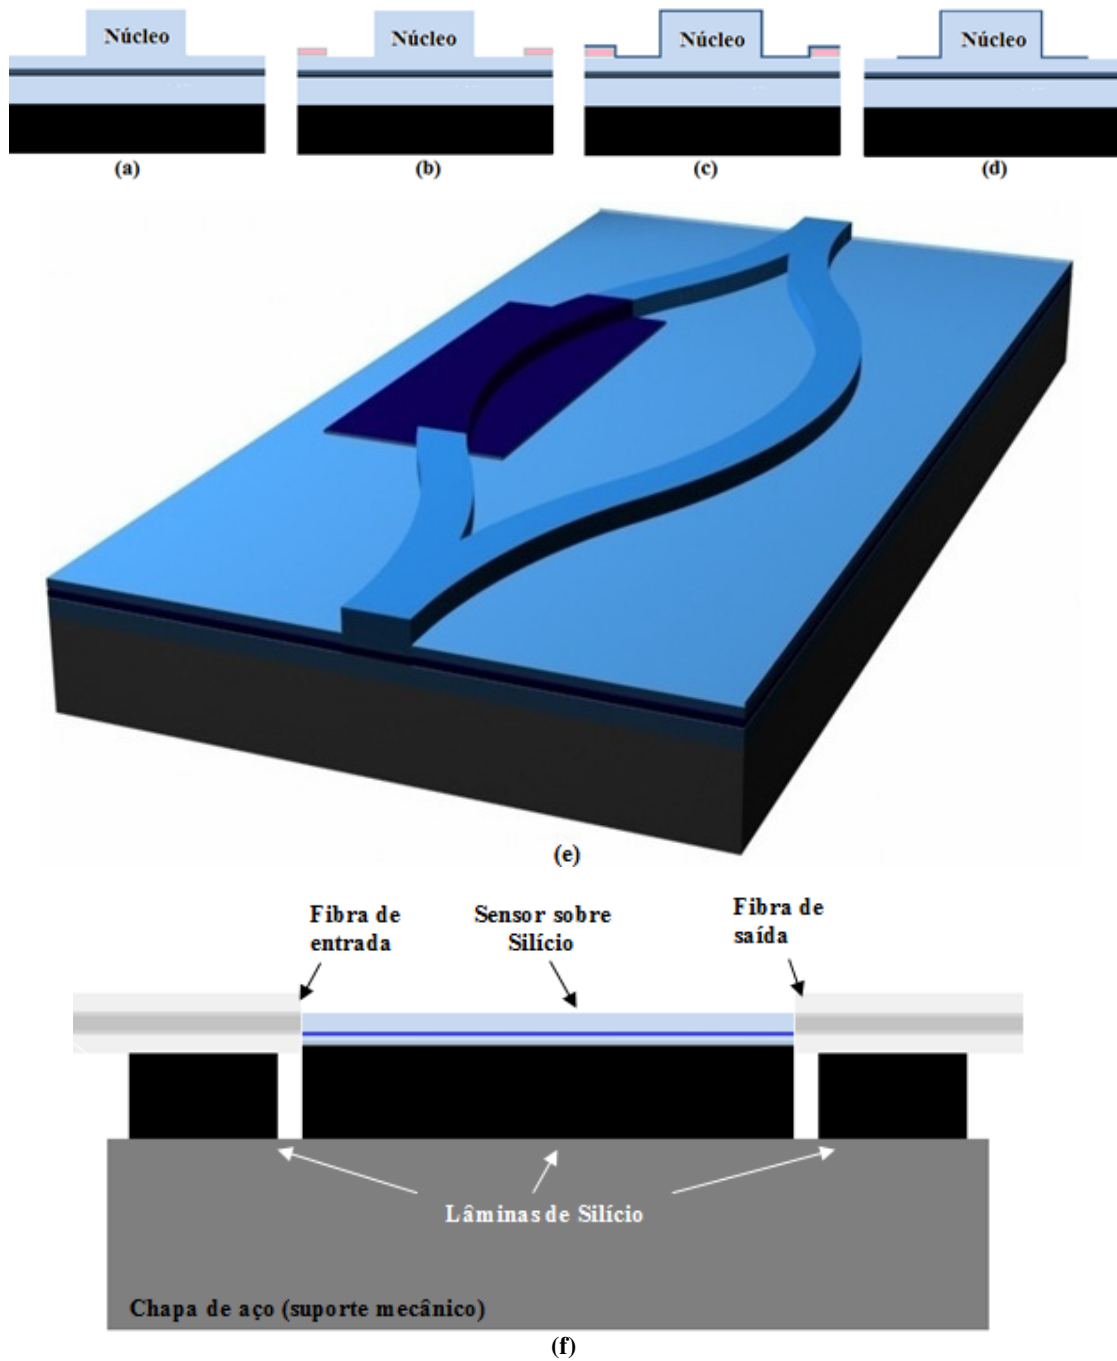 Núcleo
Núcleo
Núcleo
Núcleo
(a)
(b)
(c)
(d)
(e)
Fibra de
entrada
Sensor sobre
Silício
Fibra de
saída
Lâminas de Silício
Chapa de aço (suporte mecânico)
(f)